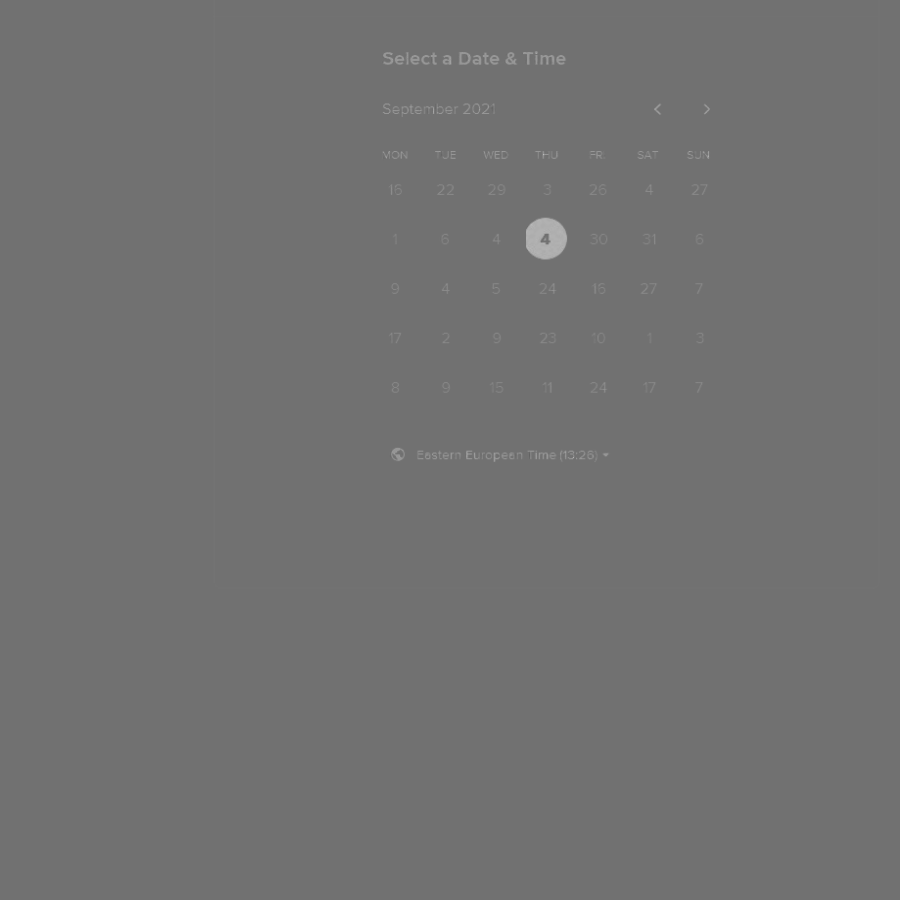 Select a Date & Time
September 2021
MON TUE WED THU FRI SAT SUN
16 22 29 3 26 4 27
1 6 4 4 30 31 6
9 4 5 24 16 27 7
17 2 9 23 10 1 3
8 9 15 11 24 17 7
Eastern European Time (13:26)